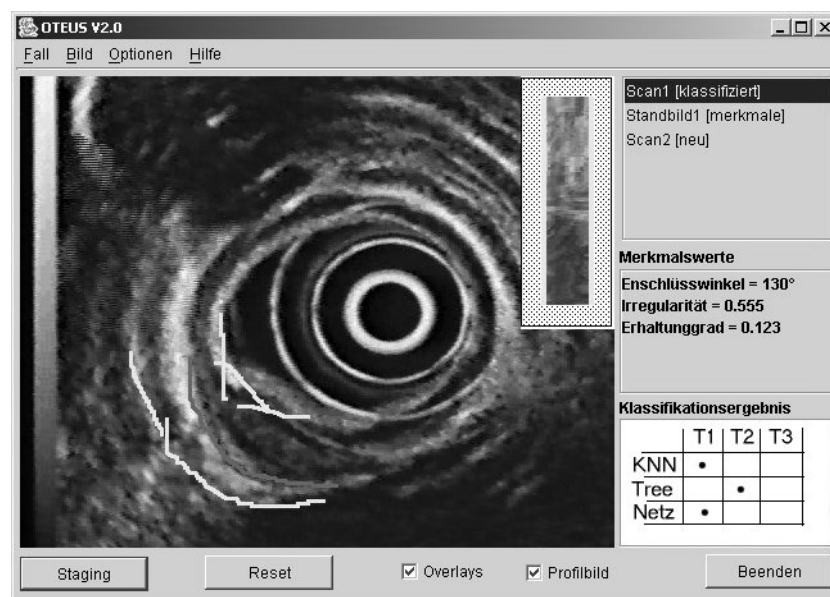 OTEUS V2.0
Fall Bild Optionen Hilfe
Scan1 [klassifiziert]
Standbild1 [merkmale]
Scan2 [neu]
Merkmalswerte
Enschlüsswinkel = 130°
Irregularität = 0.555
Erhaltunggrad = 0.123
Klassifikationsergebnis
T1 T2 T3
KNN •
Tree •
Netz •
Staging Reset Overlays Profilbild Beenden